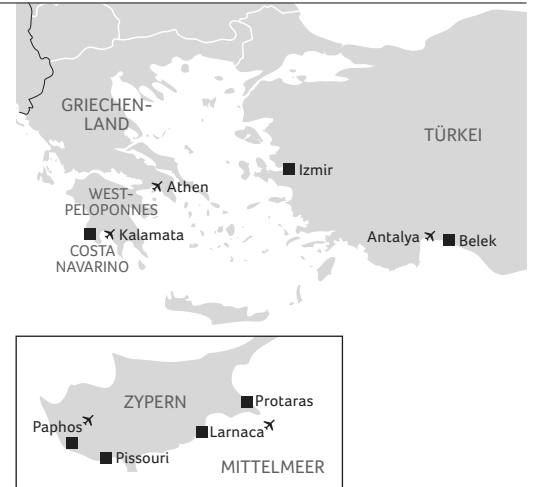 GRIECHEN-
LAND
TÜRKEI
Izmir
Athen
WEST-
PELOPONNES
Kalamata
Antalya
Belek
COSTA
NAVARINO
ZYPERN
Protaras
Paphos
Larnaca
Pissouri
MITTELMEER